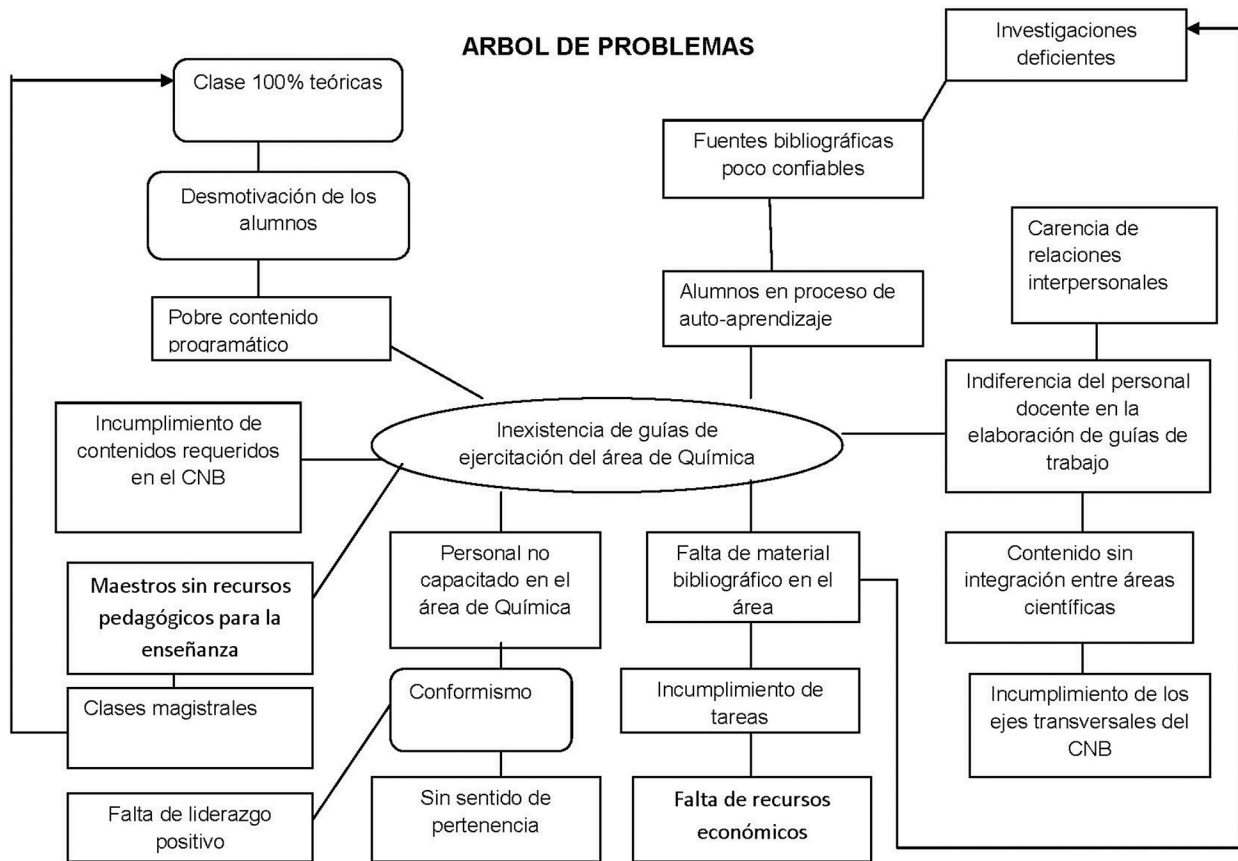 ARBOL DE PROBLEMAS
Investigaciones
deficientes
Clase 100% teóricas
Fuentes bibliográficas
poco confiables
Desmotivación de los
alumnos
Carencia de
relaciones
interpersonales
Alumnos en proceso de
auto-aprendizaje
Pobre contenido
programático
Indiferencia del personal
docente en la
elaboración de guías de
trabajo
Incumplimiento de
contenidos requeridos
en el CNB
Inexistencia de guías de
ejercitación del área de Química
Maestros sin recursos
pedagógicos para la
enseñanza
Personal no
capacitado en el
área de Química
Falta de material
bibliográfico en el
área
Contenido sin
integración entre áreas
científicas
Clases magistrales
Conformismo
Incumplimiento de
tareas
Incumplimiento de los
ejes transversales del
CNB
Falta de liderazgo
positivo
Sin sentido de
pertenencia
Falta de recursos
económicos